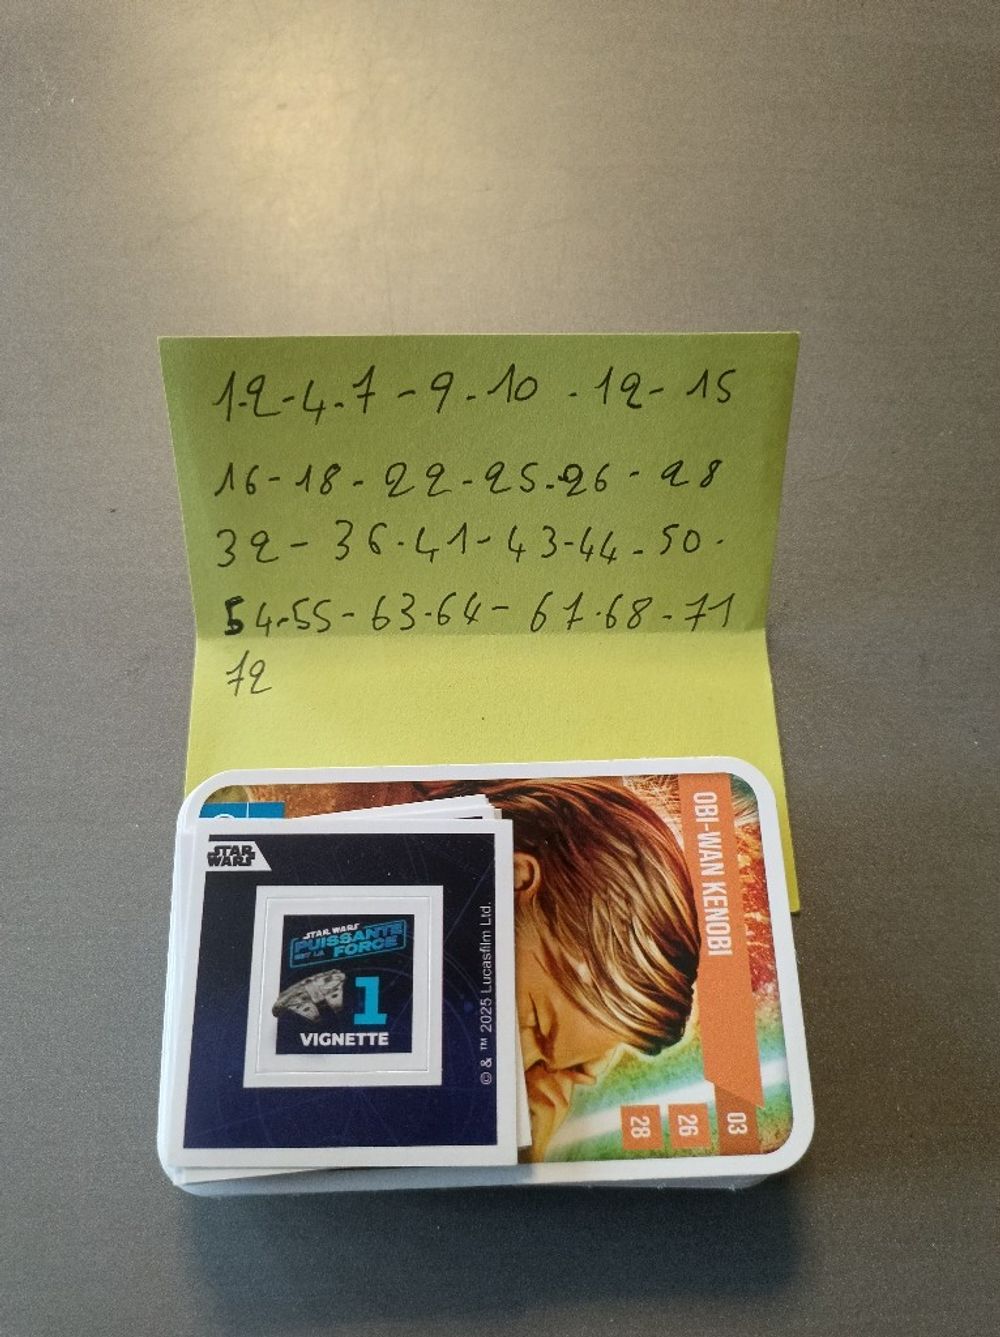 1-2-4-7-9-10-12-15
16-18-22-25-26-28
32-36-41-43-44-50-
54-55-63-64-67-68-71
72
OBI-WAN KENOBI
03
26
28
STAR WARS
STAR WARS
PUISSANTE
EST LA FORCE
1
VIGNETTE
© & ™ 2025 Lucasfilm Ltd.